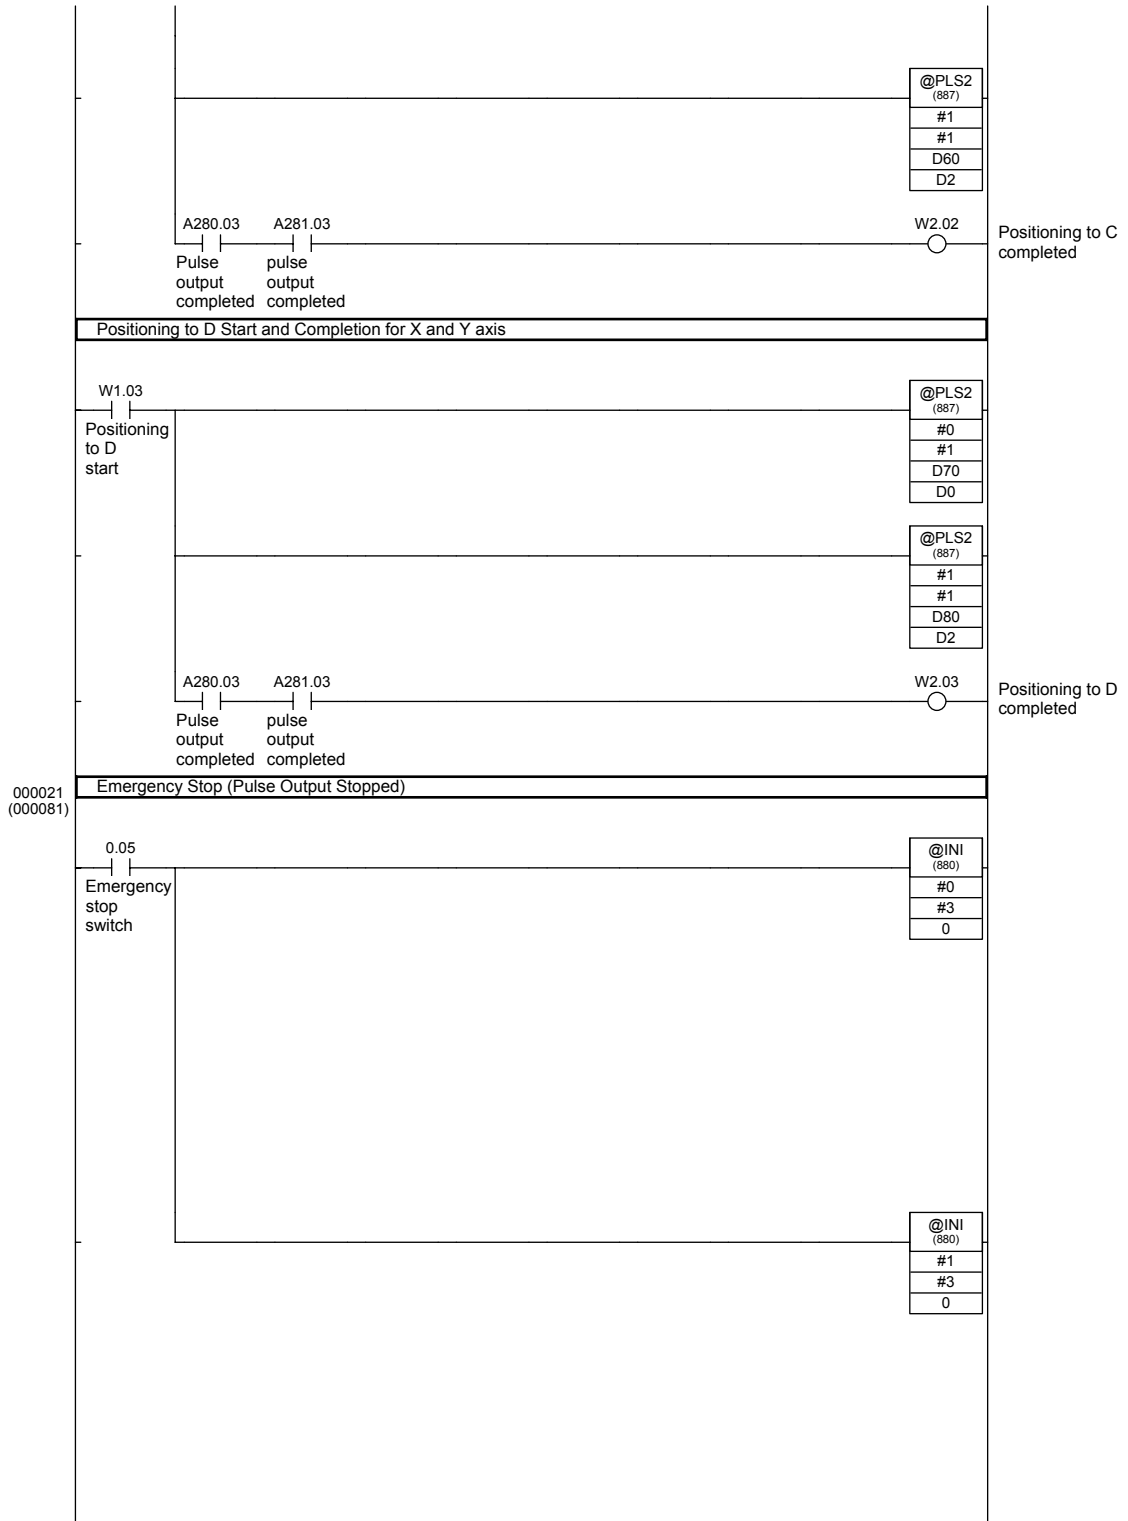 @PLS2
(887)
#1
#1
D60
D2
A280.03 A281.03 W2.02
Pulse output completed
pulse output completed
Positioning to C
completed
Positioning to D Start and Completion for X and Y axis
W1.03
Positioning
to D
start
@PLS2
(887)
#0
#1
D70
D0
@PLS2
(887)
#1
#1
D80
D2
A280.03 A281.03 W2.03
Pulse output completed
pulse output completed
Positioning to D
completed
000021
(000081)
Emergency Stop (Pulse Output Stopped)
0.05
Emergency
stop
switch
@INI
(880)
#0
#3
0
@INI
(880)
#1
#3
0